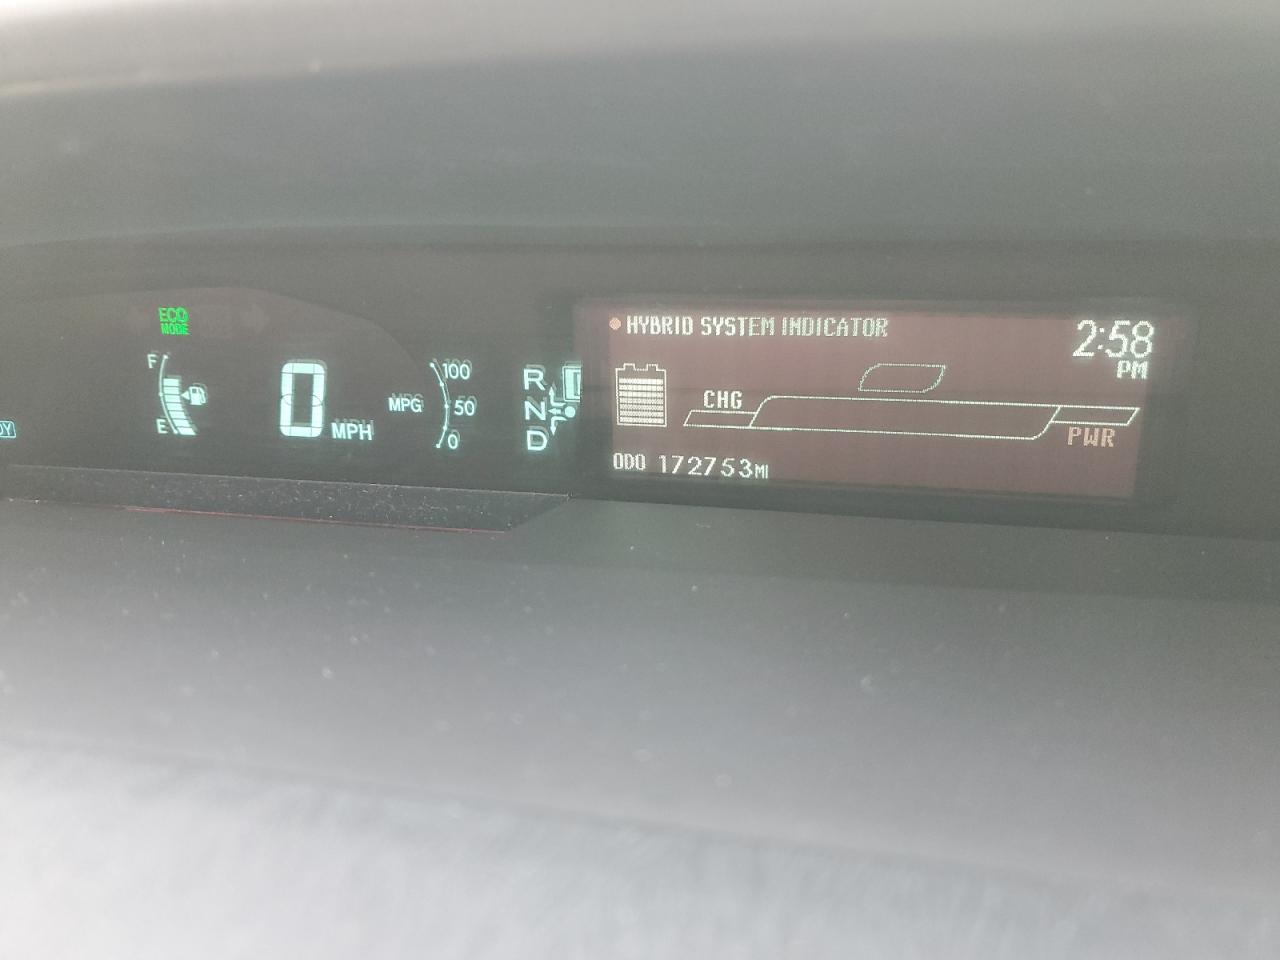 ECO
MODE
F
E
0 MPH
MPG
100
50
0
R
N
D
HYBRID SYSTEM INDICATOR
2:58
PM
CHG
PWR
ODO 172753MI